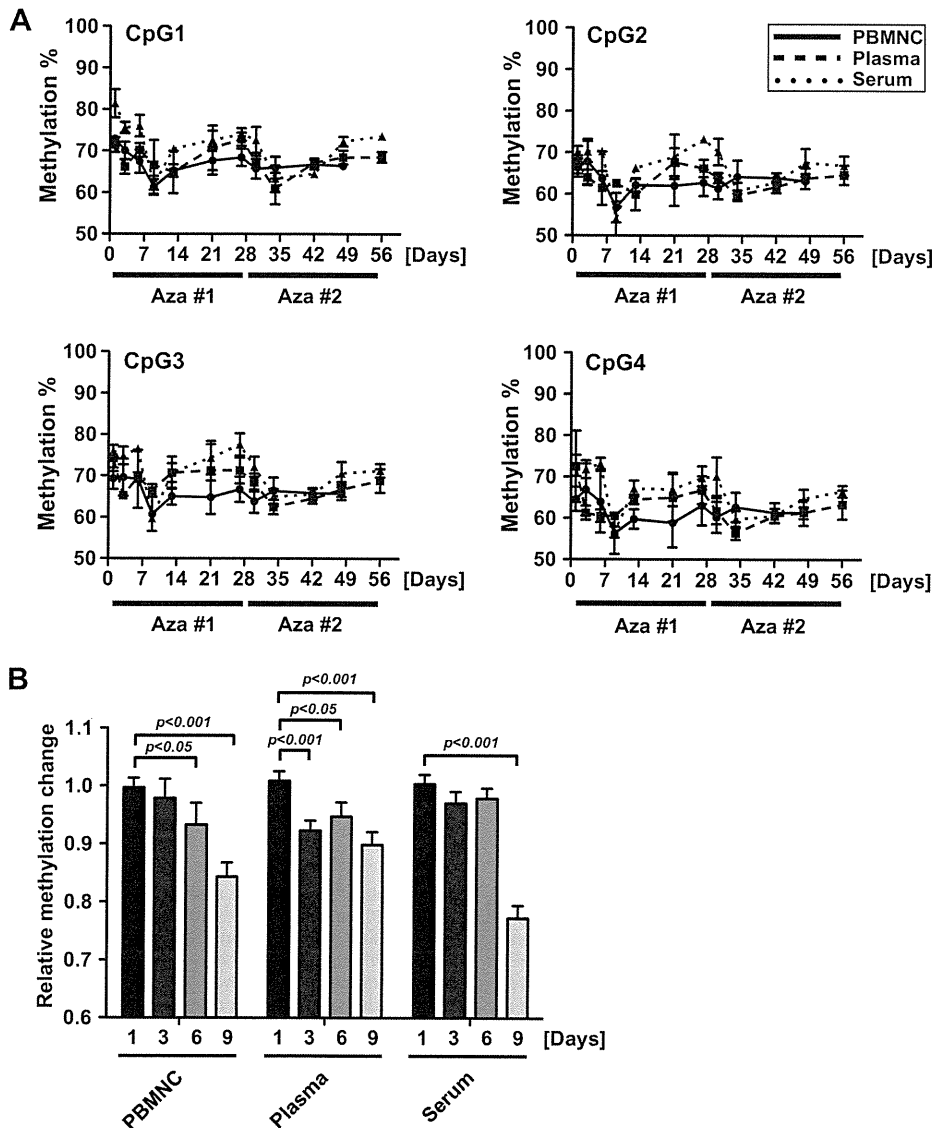 A
CpG1
Methylation %
100
90
80
70
60
50
0 7 14 21 28 35 42 49 56 [Days]
Aza #1 Aza #2
CpG2
Methylation %
100
90
80
70
60
50
0 7 14 21 28 35 42 49 56 [Days]
Aza #1 Aza #2
PBMNC
Plasma
Serum
CpG3
Methylation %
100
90
80
70
60
50
0 7 14 21 28 35 42 49 56 [Days]
Aza #1 Aza #2
CpG4
Methylation %
100
90
80
70
60
50
0 7 14 21 28 35 42 49 56 [Days]
Aza #1 Aza #2
B
Relative methylation change
1.1
1.0
0.9
0.8
0.7
0.6
p<0.001
p<0.05
p<0.001
p<0.05
p<0.001
p<0.001
1 3 6 9 1 3 6 9 1 3 6 9 [Days]
PBMNC Plasma Serum